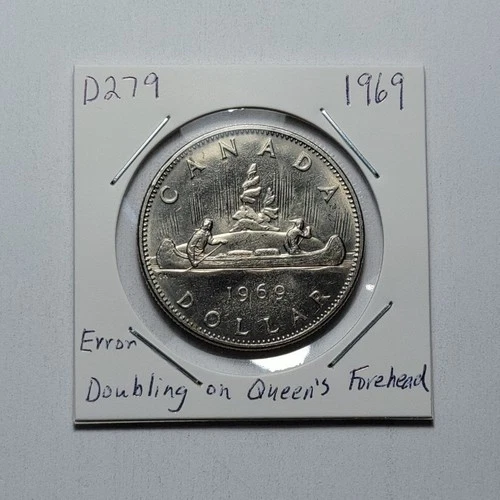 D279 1969
CANADA
1969
DOLLAR
Error
Doubling on Queen's Forehead